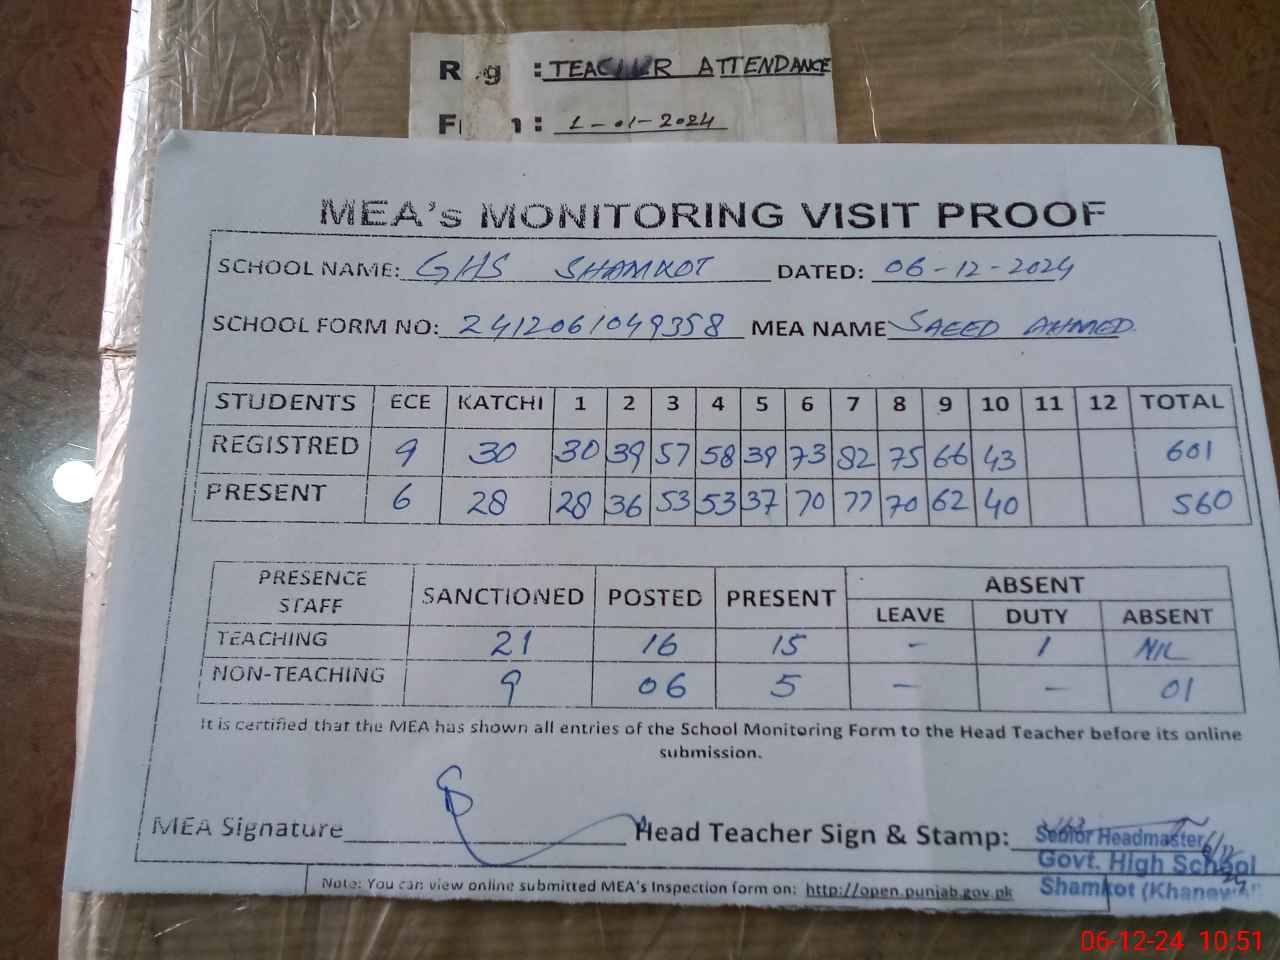 : TEACHER ATTENDANCE
: 1-01-2024
MEA's MONITORING VISIT PROOF
SCHOOL NAME: GHS SHAMKOT DATED: 06-12-2024
SCHOOL FORM NO: 2412061049358 MEA NAME SAEED AHMED
STUDENTS ECE KATCHI 1 2 3 4 5 6 7 8 9 10 11 12 TOTAL
REGISTRED 9 30 30 39 57 58 39 73 82 75 66 43 601
PRESENT 6 28 28 36 53 53 37 70 77 70 62 40 560
PRESENCE STAFF SANCTIONED POSTED PRESENT ABSENT
LEAVE DUTY ABSENT
TEACHING 21 16 15 - 1 NIL
NON-TEACHING 9 06 5 - - 01
It is certified that the MEA has shown all entries of the School Monitoring Form to the Head Teacher before its online
submission.
MEA Signature Head Teacher Sign & Stamp:
Senior Headmaster
Govt. High School
Shamkot
Note: You can view online submitted MEA's Inspection form on: http://open.punjab.gov.pk
06-12-24 10:51